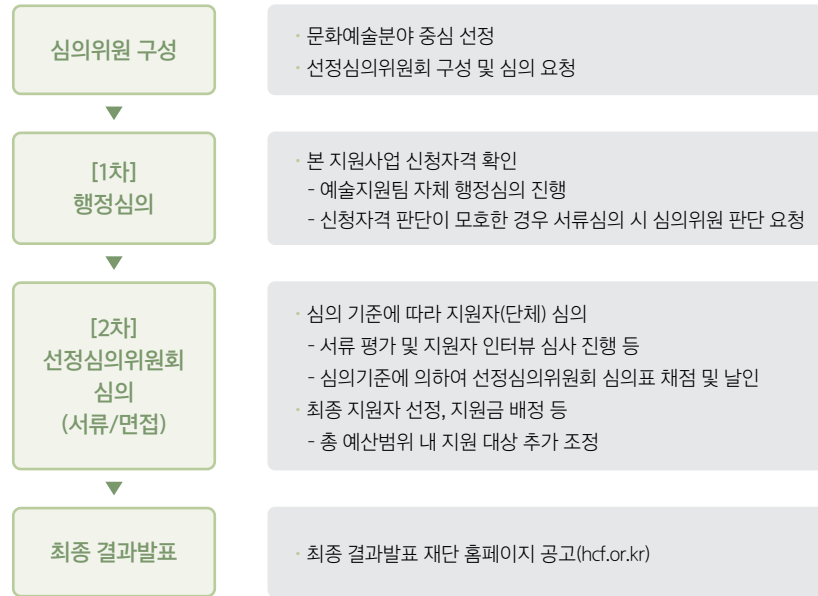 심의위원 구성
· 문화예술분야 중심 선정
· 선정심의위원회 구성 및 심의 요청
▼
[1차]
행정심의
· 본 지원사업 신청자격 확인
- 예술지원팀 자체 행정심의 진행
- 신청자격 판단이 모호한 경우 서류심의 시 심의위원 판단 요청
▼
[2차]
선정심의위원회
심의
(서류/면접)
· 심의 기준에 따라 지원자(단체) 심의
- 서류 평가 및 지원자 인터뷰 심사 진행 등
- 심의기준에 의하여 선정심의위원회 심의표 채점 및 날인
· 최종 지원자 선정, 지원금 배정 등
- 총 예산범위 내 지원 대상 추가 조정
▼
최종 결과발표
· 최종 결과발표 재단 홈페이지 공고(hcf.or.kr)